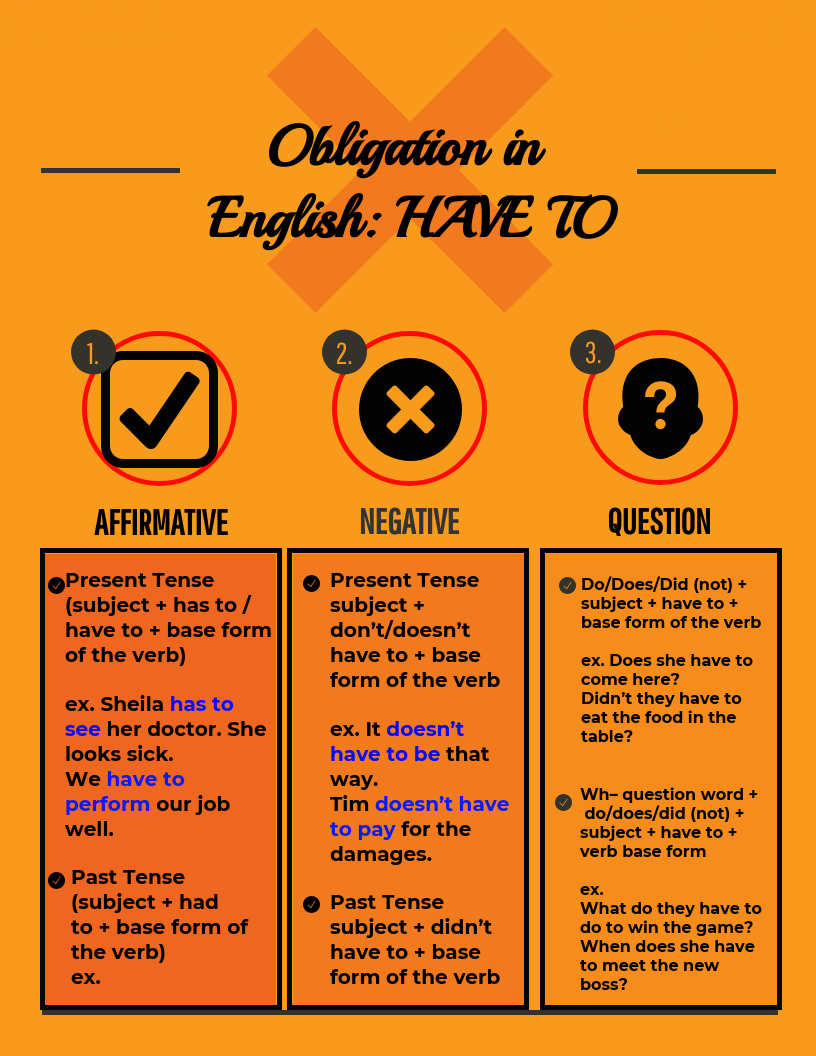 Obligation in
English: HAVE TO
1.
2.
3.
?
AFFIRMATIVE
NEGATIVE
QUESTION
Present Tense
(subject + has to /
have to + base form
of the verb)
ex. Sheila has to
see her doctor. She
looks sick.
We have to
perform our job
well.
Past Tense
(subject + had
to + base form of
the verb)
ex.
Present Tense
subject +
don’t/doesn’t
have to + base
form of the verb
ex. It doesn’t
have to be that
way.
Tim doesn’t have
to pay for the
damages.
Past Tense
subject + didn’t
have to + base
form of the verb
Do/Does/Did (not) +
subject + have to +
base form of the verb
ex. Does she have to
come here?
Didn’t they have to
eat the food in the
table?
Wh– question word +
do/does/did (not) +
subject + have to +
verb base form
ex.
What do they have to
do to win the game?
When does she have
to meet the new
boss?